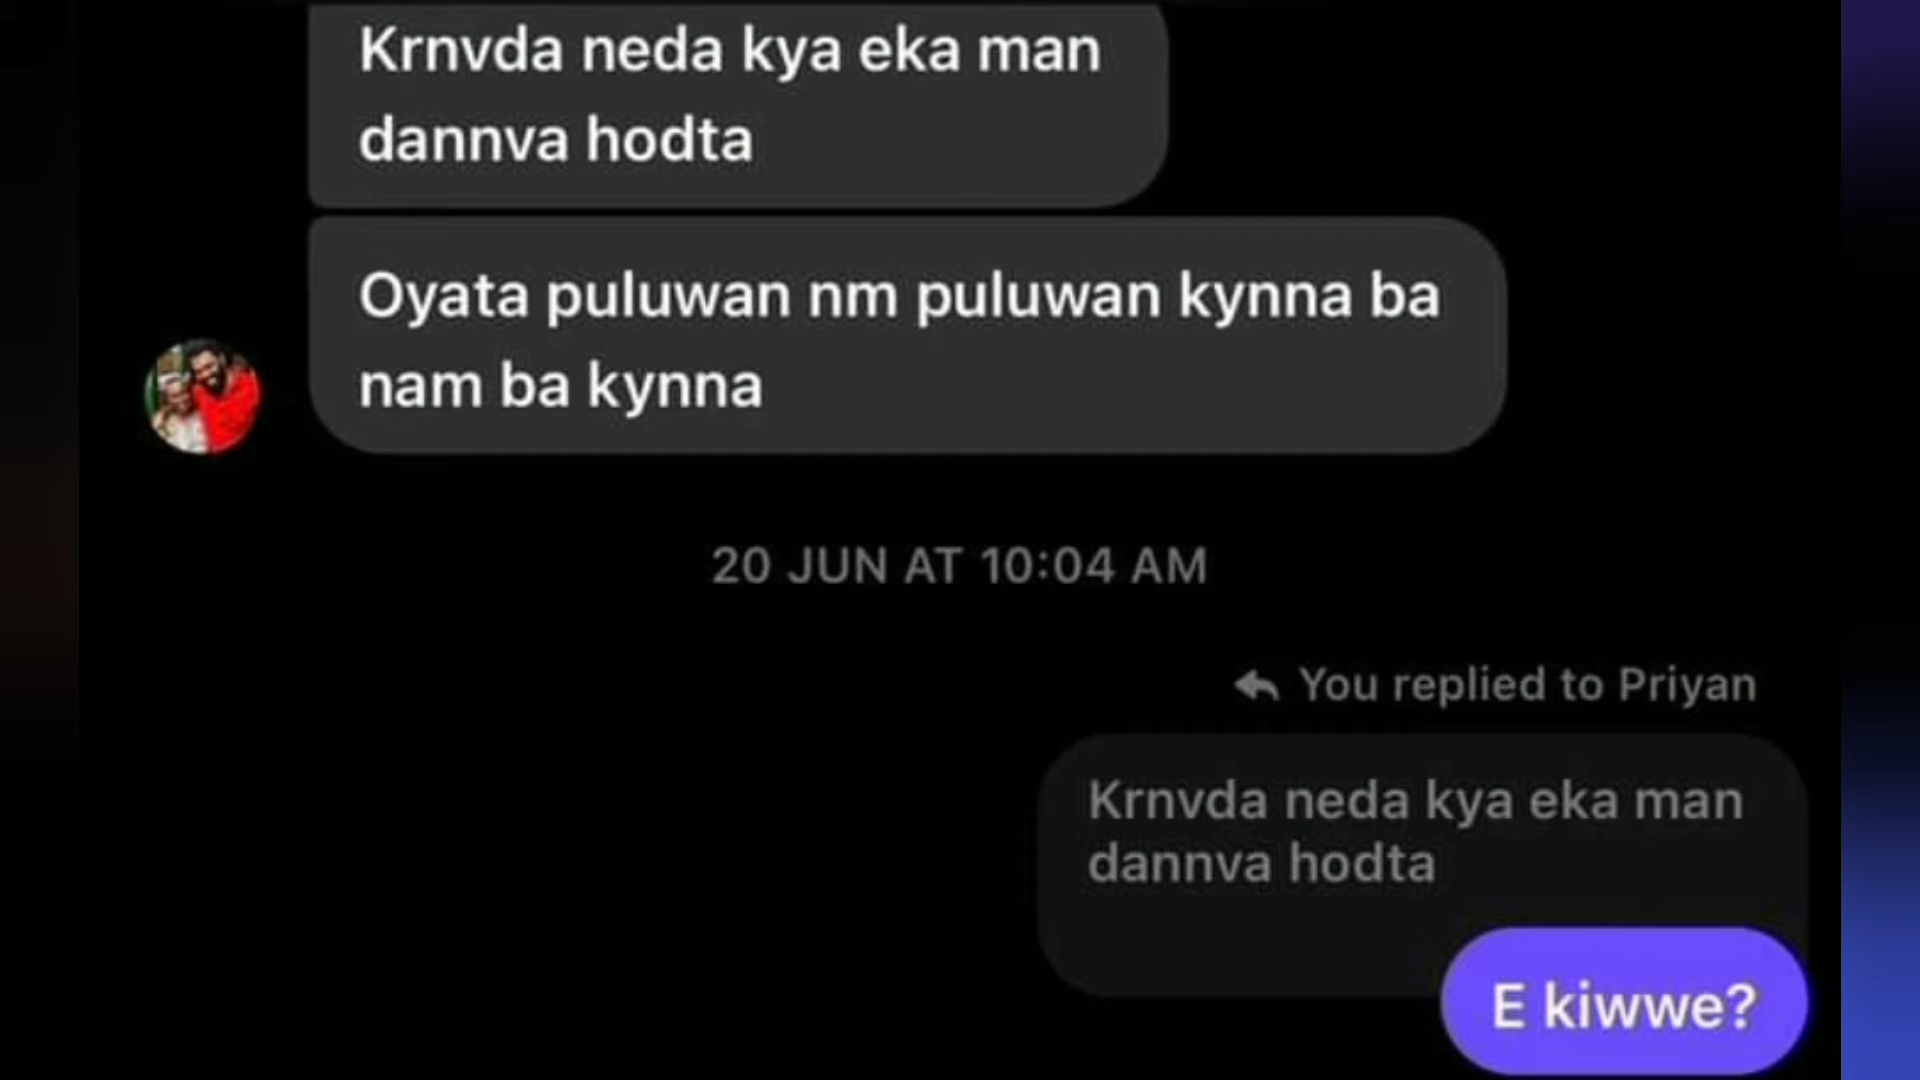 Krnvda neda kya eka man
dannva hodta
Oyata puluwan nm puluwan kynna ba
nam ba kynna
20 JUN AT 10:04 AM
You replied to Priyan
Krnvda neda kya eka man
dannva hodta
E kiwwe?